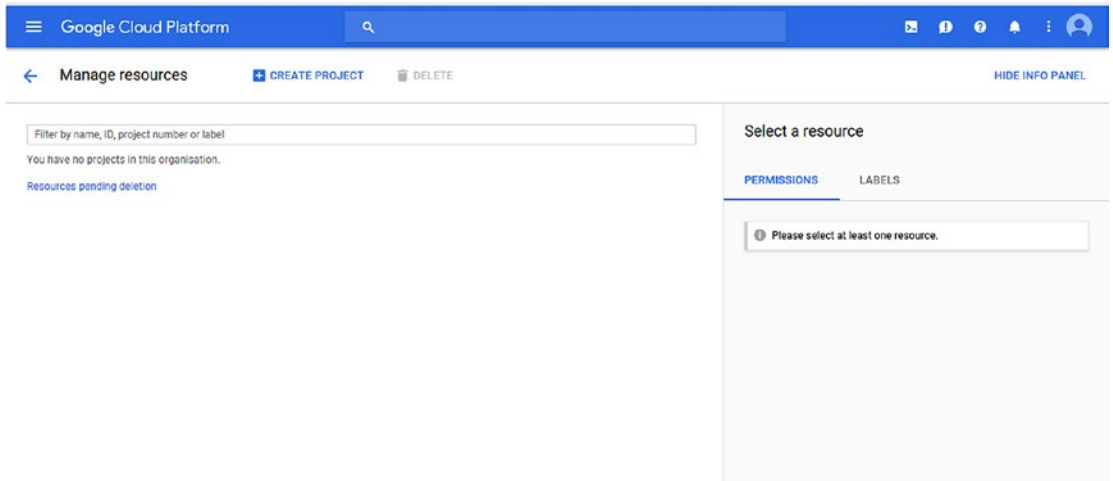 Google Cloud Platform
Manage resources
CREATE PROJECT
DELETE
HIDE INFO PANEL
Filter by name, ID, project number or label
You have no projects in this organisation.
Resources pending deletion
Select a resource
PERMISSIONS LABELS
Please select at least one resource.